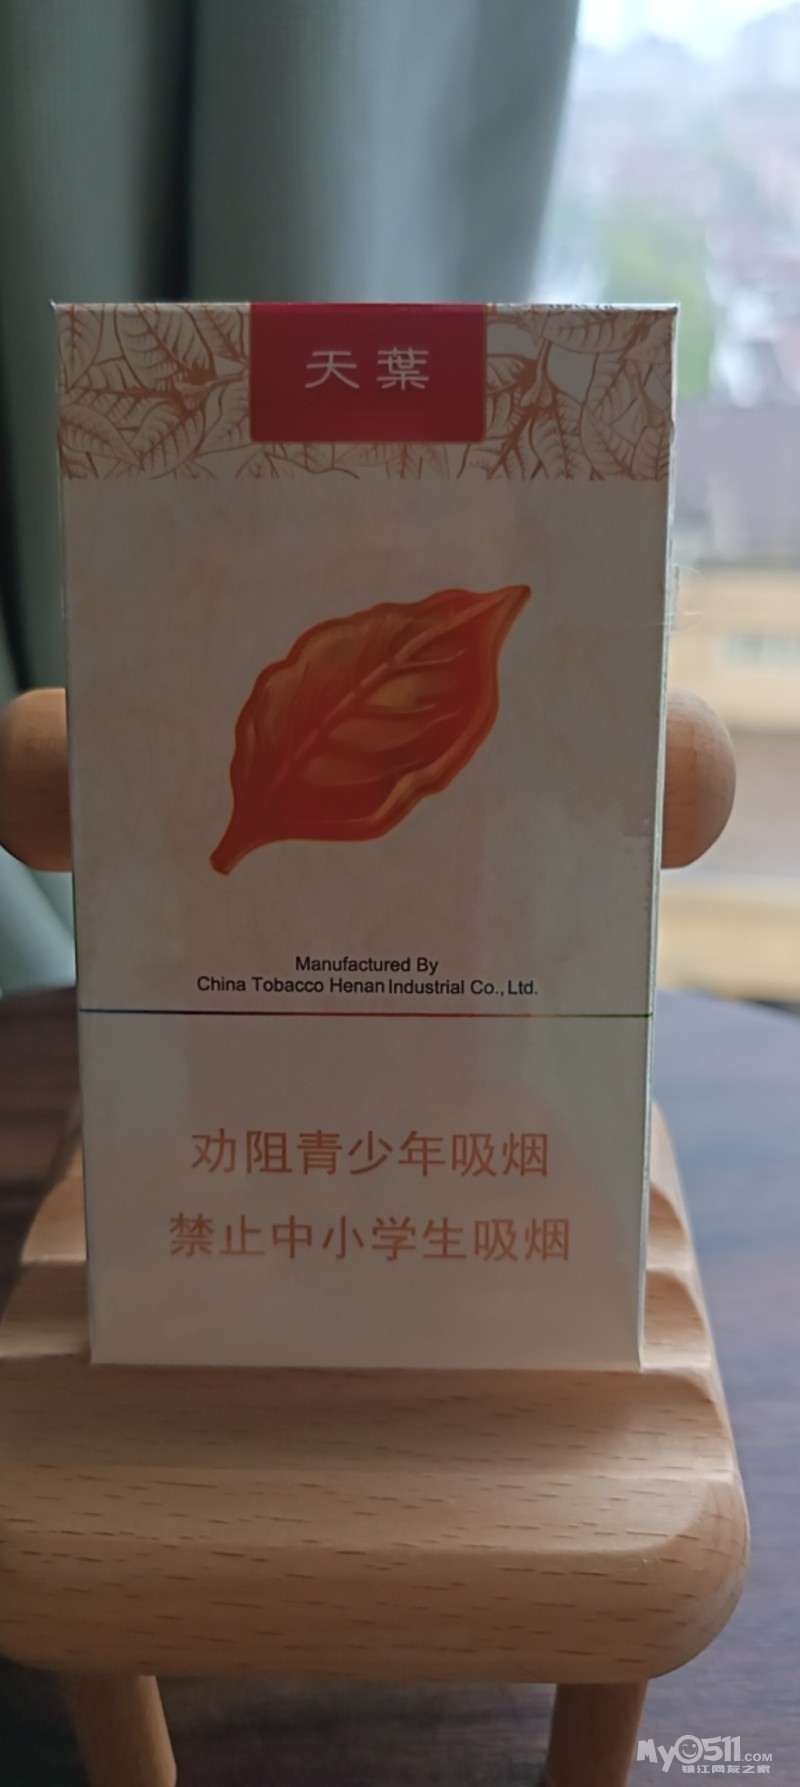 天葉
Manufactured By
China Tobacco Henan Industrial Co., Ltd.
劝阻青少年吸烟
禁止中小学生吸烟
My0511.COM
镇江网友之家